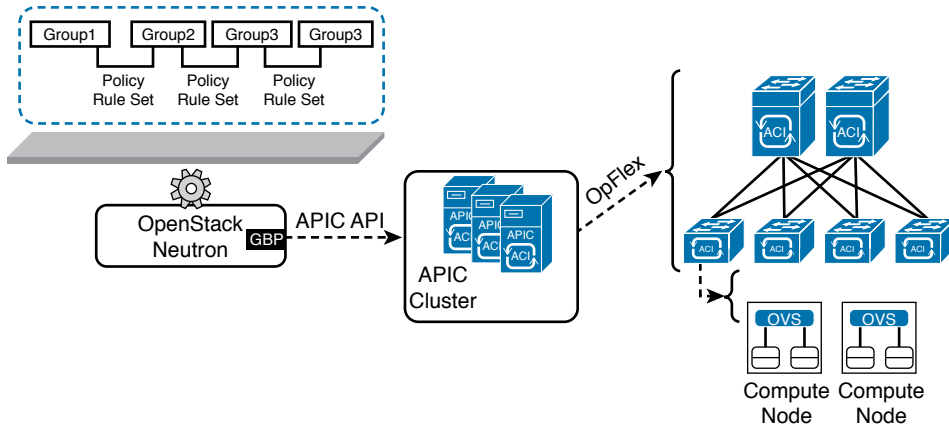 Group1 Group2 Group3 Group3
Policy Policy Policy
Rule Set Rule Set Rule Set
OpenStack
Neutron
GBP
APIC API
APIC
ACI
APIC
ACI
APIC
ACI
APIC
Cluster
OpFlex
ACI ACI
ACI ACI ACI ACI
OVS OVS
Compute Compute
Node Node